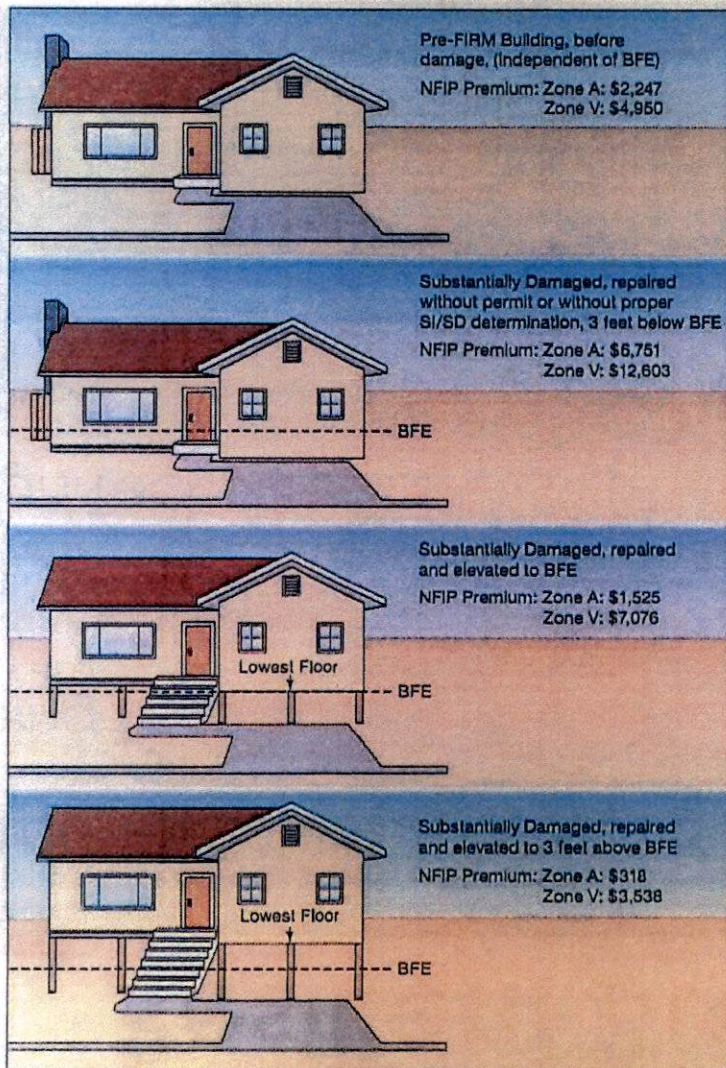 Pre-FIRM Building, before
damage, (independent of BFE)
NFIP Premium: Zone A: $2,247
Zone V: $4,950
Substantially Damaged, repaired
without permit or without proper
SI/SD determination, 3 feet below BFE
NFIP Premium: Zone A: $6,751
Zone V: $12,603
BFE
Substantially Damaged, repaired
and elevated to BFE
NFIP Premium: Zone A: $1,525
Zone V: $7,076
Lowest Floor
BFE
Substantially Damaged, repaired
and elevated to 3 feet above BFE
NFIP Premium: Zone A: $318
Zone V: $3,538
Lowest Floor
BFE